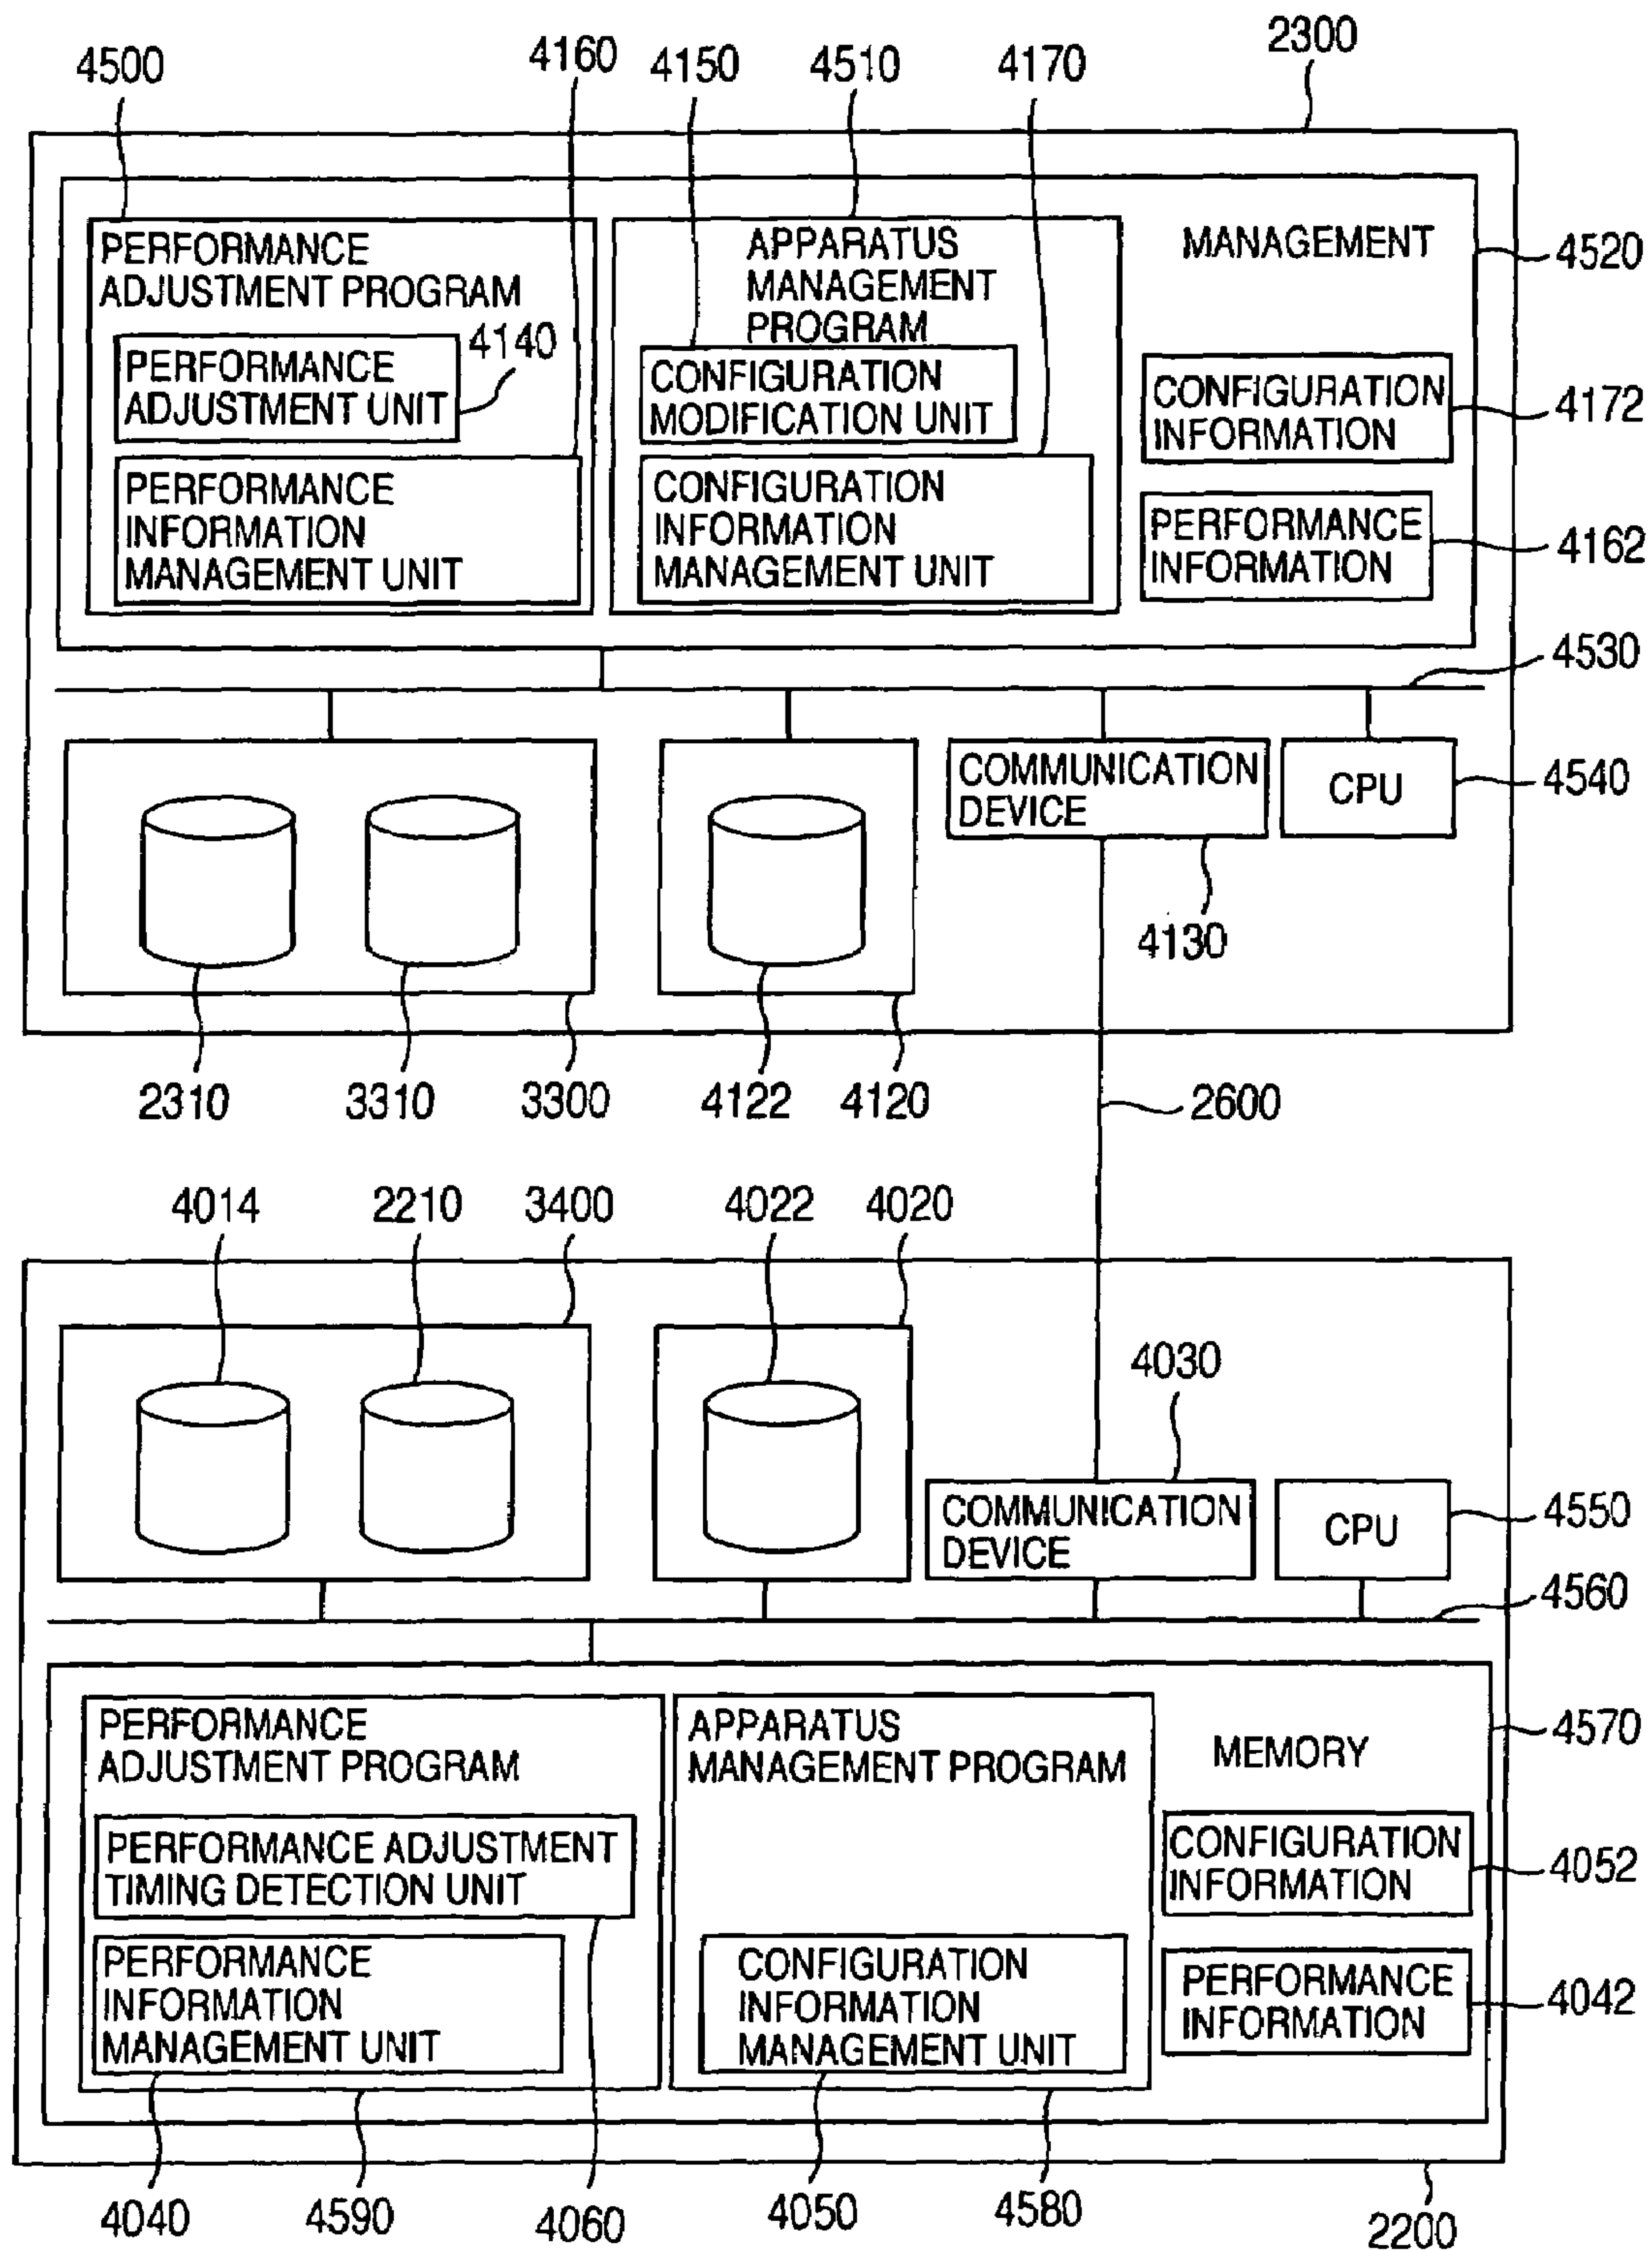 2300
4500
4160
4150
4510
4170
PERFORMANCE
ADJUSTMENT PROGRAM
APPARATUS
MANAGEMENT
PROGRAM
MANAGEMENT
4520
PERFORMANCE
ADJUSTMENT UNIT
4140
CONFIGURATION
MODIFICATION UNIT
CONFIGURATION
INFORMATION
4172
PERFORMANCE
INFORMATION
MANAGEMENT UNIT
CONFIGURATION
INFORMATION
MANAGEMENT UNIT
PERFORMANCE
INFORMATION
4162
4530
COMMUNICATION
DEVICE
CPU
4540
4130
2310
3310
3300
4122
4120
2600
4014
2210
3400
4022
4020
4030
COMMUNICATION
DEVICE
CPU
4550
4560
PERFORMANCE
ADJUSTMENT PROGRAM
APPARATUS
MANAGEMENT PROGRAM
MEMORY
4570
PERFORMANCE ADJUSTMENT
TIMING DETECTION UNIT
CONFIGURATION
INFORMATION
4052
PERFORMANCE
INFORMATION
MANAGEMENT UNIT
CONFIGURATION
INFORMATION
MANAGEMENT UNIT
PERFORMANCE
INFORMATION
4042
4040
4590
4060
4050
4580
2200